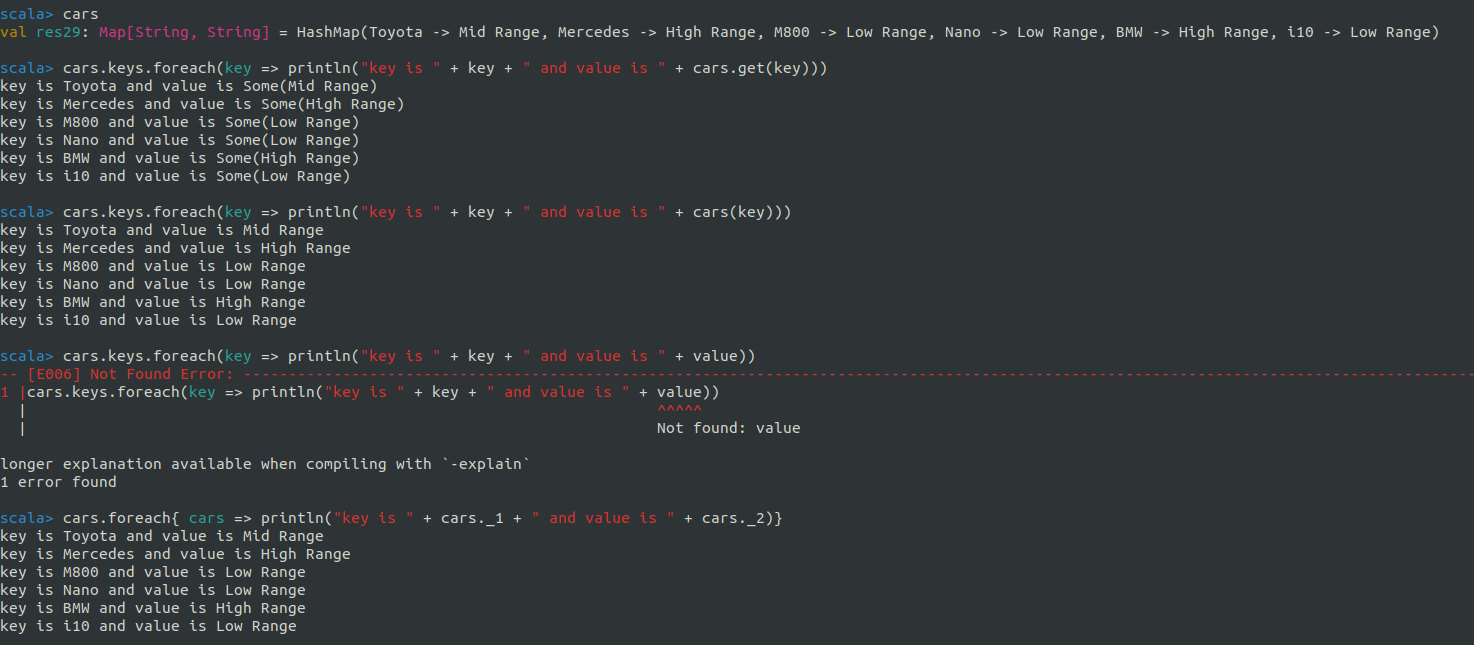 scala> cars
val res29: Map[String, String] = HashMap(Toyota -> Mid Range, Mercedes -> High Range, M800 -> Low Range, Nano -> Low Range, BMW -> High Range, i10 -> Low Range)
scala> cars.keys.foreach(key => println("key is " + key + " and value is " + cars.get(key)))
key is Toyota and value is Some(Mid Range)
key is Mercedes and value is Some(High Range)
key is M800 and value is Some(Low Range)
key is Nano and value is Some(Low Range)
key is BMW and value is Some(High Range)
key is i10 and value is Some(Low Range)
scala> cars.keys.foreach(key => println("key is " + key + " and value is " + cars(key)))
key is Toyota and value is Mid Range
key is Mercedes and value is High Range
key is M800 and value is Low Range
key is Nano and value is Low Range
key is BMW and value is High Range
key is i10 and value is Low Range
scala> cars.keys.foreach(key => println("key is " + key + " and value is " + value))
-- [E006] Not Found Error: -----------------------------------------------------------------------------------------------------------------------------------------
1 |cars.keys.foreach(key => println("key is " + key + " and value is " + value))
  |                                                                      ^^^^^
  |                                                                      Not found: value
longer explanation available when compiling with `-explain`
1 error found
scala> cars.foreach{ cars => println("key is " + cars._1 + " and value is " + cars._2)}
key is Toyota and value is Mid Range
key is Mercedes and value is High Range
key is M800 and value is Low Range
key is Nano and value is Low Range
key is BMW and value is High Range
key is i10 and value is Low Range